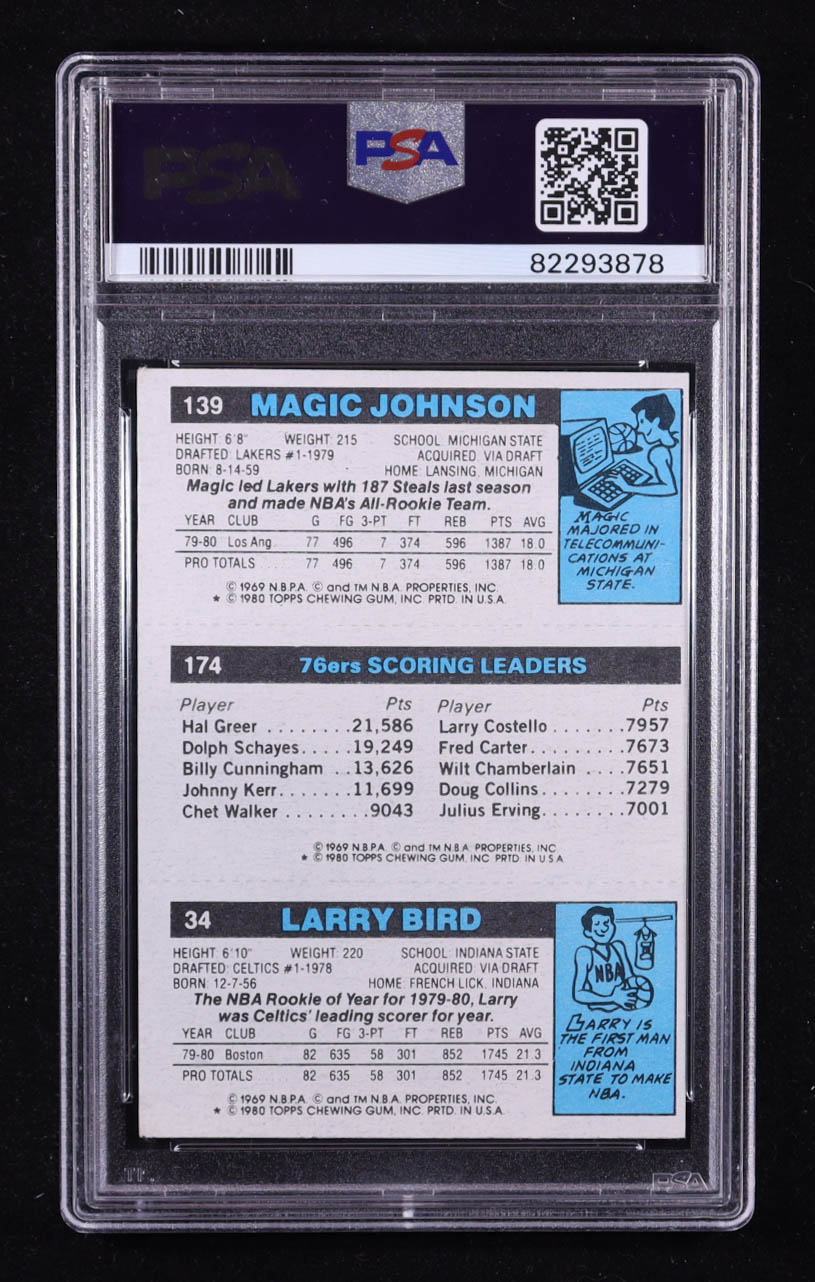 PSA
PSA
82293878
139 MAGIC JOHNSON
HEIGHT: 6'8" WEIGHT: 215 SCHOOL: MICHIGAN STATE
DRAFTED: LAKERS #1-1979 ACQUIRED: VIA DRAFT
BORN: 8-14-59 HOME: LANSING, MICHIGAN
Magic led Lakers with 187 Steals last season
and made NBA's All-Rookie Team.
YEAR CLUB G FG 3-PT FT REB PTS AVG
79-80 Los Ang. 77 496 7 374 596 1387 18.0
PRO TOTALS 77 496 7 374 596 1387 18.0
© 1969 N.B.P.A. © and TM N.B.A. PROPERTIES, INC.
* © 1980 TOPPS CHEWING GUM, INC. PRTD. IN U.S.A.
MAGIC
MAJORED IN
TELECOMMUNI-
CATIONS AT
MICHIGAN
STATE.
174 76ers SCORING LEADERS
Player Pts Player Pts
Hal Greer ........21,586 Larry Costello .......7957
Dolph Schayes.....19,249 Fred Carter.........7673
Billy Cunningham ..13,626 Wilt Chamberlain ....7651
Johnny Kerr.......11,699 Doug Collins........7279
Chet Walker ........9043 Julius Erving........7001
© 1969 N.B.P.A. © and TM N.B.A. PROPERTIES, INC.
* © 1980 TOPPS CHEWING GUM, INC. PRTD. IN U.S.A.
34 LARRY BIRD
HEIGHT: 6'10" WEIGHT: 220 SCHOOL: INDIANA STATE
DRAFTED: CELTICS #1-1978 ACQUIRED: VIA DRAFT
BORN: 12-7-56 HOME: FRENCH LICK, INDIANA
The NBA Rookie of Year for 1979-80, Larry
was Celtics' leading scorer for year.
YEAR CLUB G FG 3-PT FT REB PTS AVG
79-80 Boston 82 635 58 301 852 1745 21.3
PRO TOTALS 82 635 58 301 852 1745 21.3
© 1969 N.B.P.A. © and TM N.B.A. PROPERTIES, INC.
* © 1980 TOPPS CHEWING GUM, INC. PRTD. IN U.S.A.
NBA
LARRY IS
THE FIRST MAN
FROM
INDIANA
STATE TO MAKE
NBA.
PSA